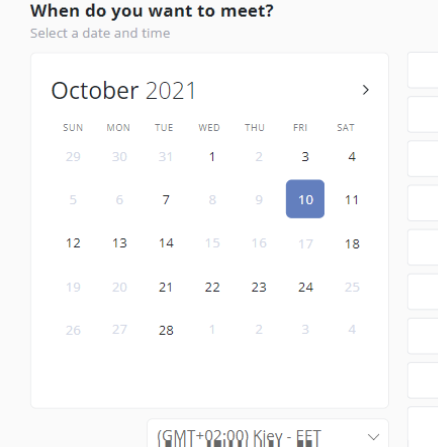 When do you want to meet?
Select a date and time
October 2021 >
SUN MON TUE WED THU FRI SAT
29 30 31 1 2 3 4
5 6 7 8 9 10 11
12 13 14 15 16 17 18
19 20 21 22 23 24 25
26 27 28 1 2 3 4
(GMT+02:00) Kiev - EET